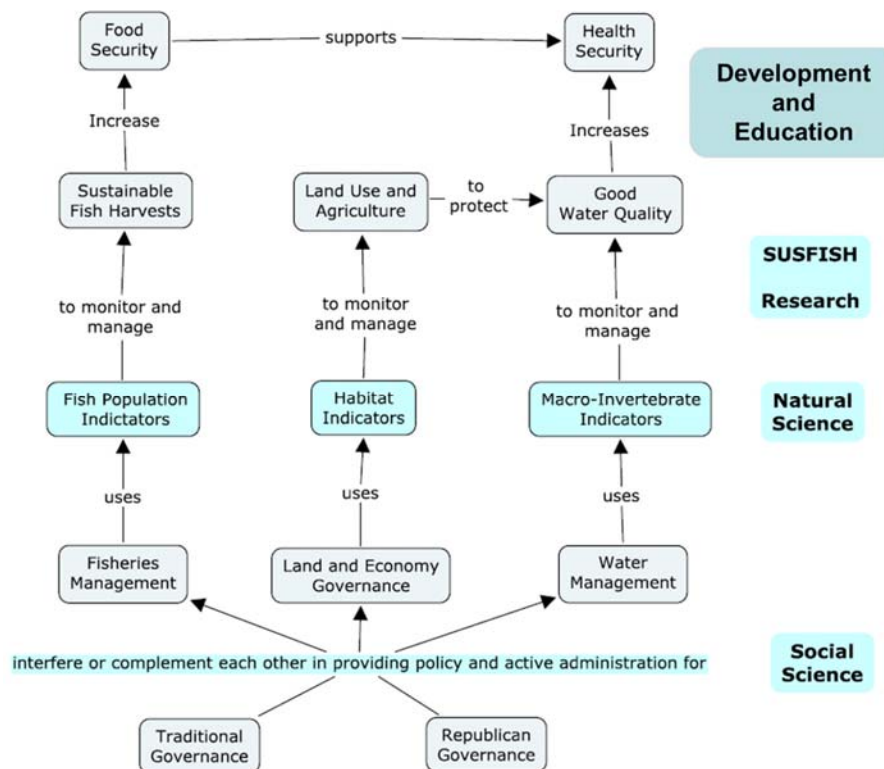 Food
Security
supports
Health
Security
Development
and
Education
Increase
Increases
Sustainable
Fish Harvests
Land Use and
Agriculture
to
protect
Good
Water Quality
SUSFISH
Research
to monitor and
manage
to monitor
and manage
to monitor and
manage
Fish Population
Indictators
Habitat
Indicators
Macro-Invertebrate
Indicators
Natural
Science
uses
uses
uses
Fisheries
Management
Land and Economy
Governance
Water
Management
interfere or complement each other in providing policy and active administration for
Social
Science
Traditional
Governance
Republican
Governance